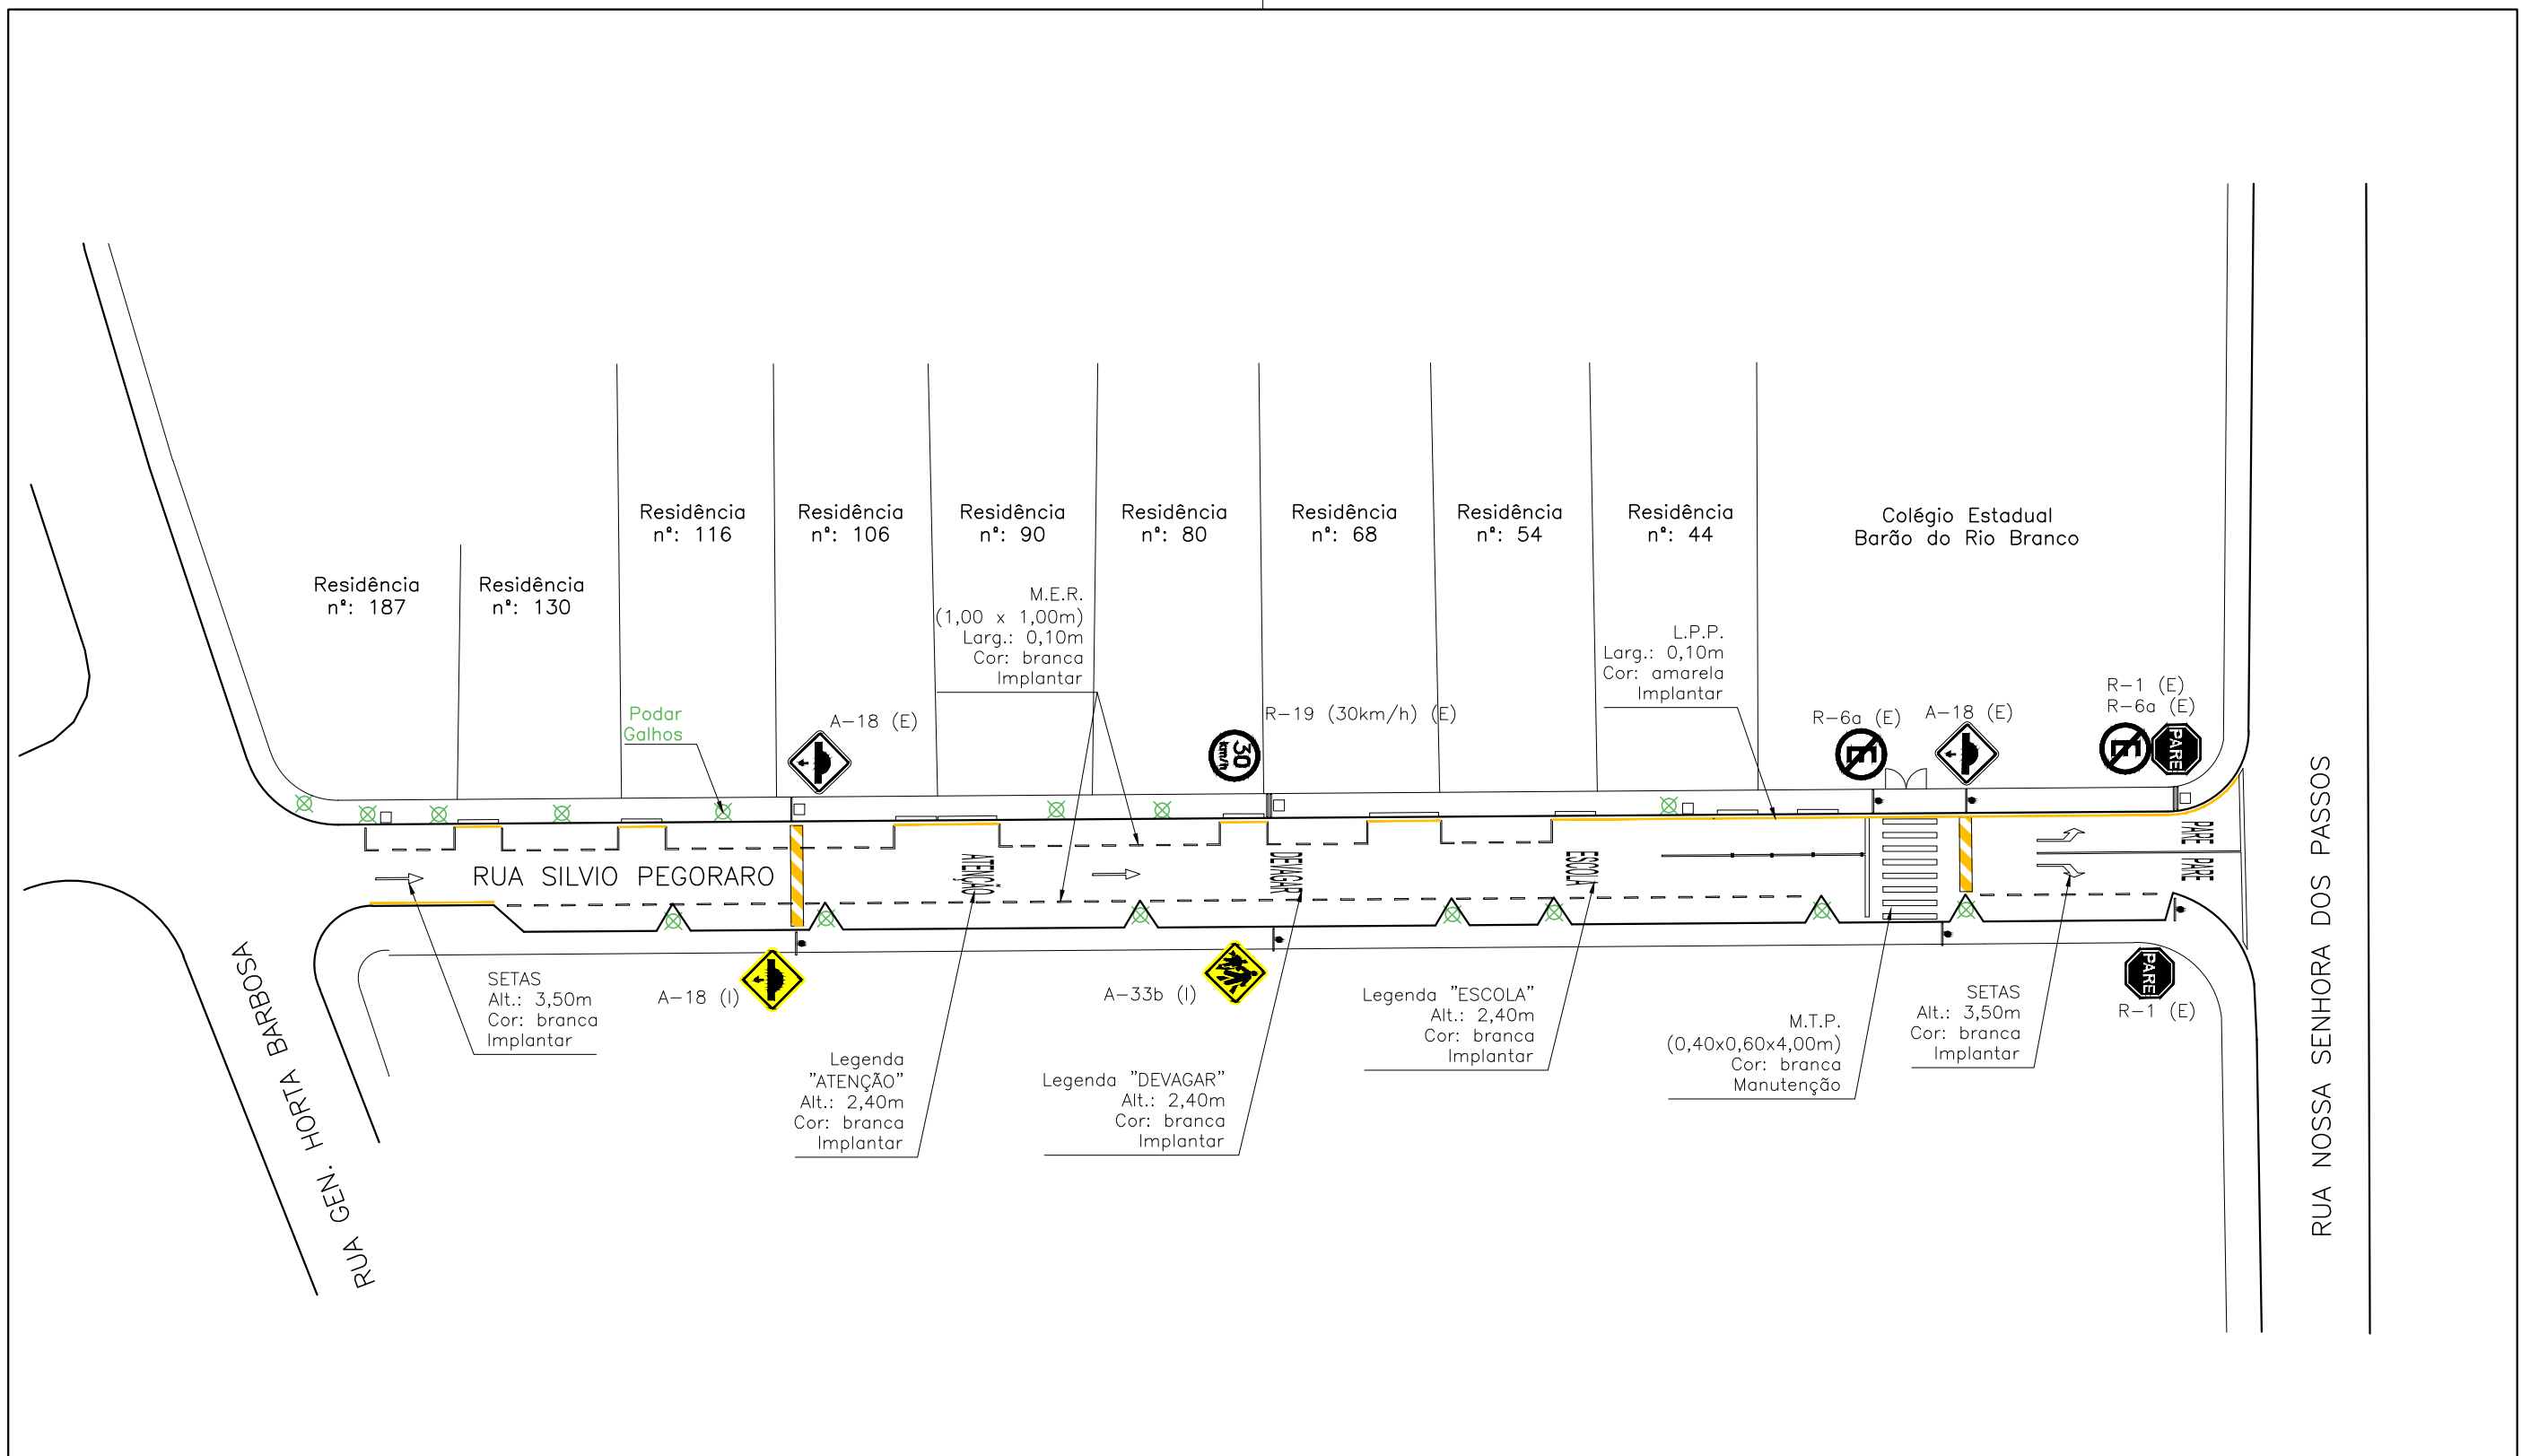 Residência
nº: 187
Residência
nº: 130
Residência
nº: 116
Residência
nº: 106
Residência
nº: 90
Residência
nº: 80
Residência
nº: 68
Residência
nº: 54
Residência
nº: 44
Colégio Estadual
Barão do Rio Branco
M.E.R.
(1,00 x 1,00m)
Larg.: 0,10m
Cor: branca
Implantar
L.P.P.
Larg.: 0,10m
Cor: amarela
Implantar
Podar
Galhos
A-18 (E)
R-19 (30km/h) (E)
30
km/h
R-6a (E)
E
A-18 (E)
R-1 (E)
R-6a (E)
E
PARE
RUA SILVIO PEGORARO
ATENÇÃO
DEVAGAR
ESCOLA
PARE
PARE
RUA GEN. HORTA BARBOSA
RUA NOSSA SENHORA DOS PASSOS
SETAS
Alt.: 3,50m
Cor: branca
Implantar
A-18 (I)
Legenda
"ATENÇÃO"
Alt.: 2,40m
Cor: branca
Implantar
A-33b (I)
Legenda "DEVAGAR"
Alt.: 2,40m
Cor: branca
Implantar
Legenda "ESCOLA"
Alt.: 2,40m
Cor: branca
Implantar
M.T.P.
(0,40x0,60x4,00m)
Cor: branca
Manutenção
SETAS
Alt.: 3,50m
Cor: branca
Implantar
PARE
R-1 (E)